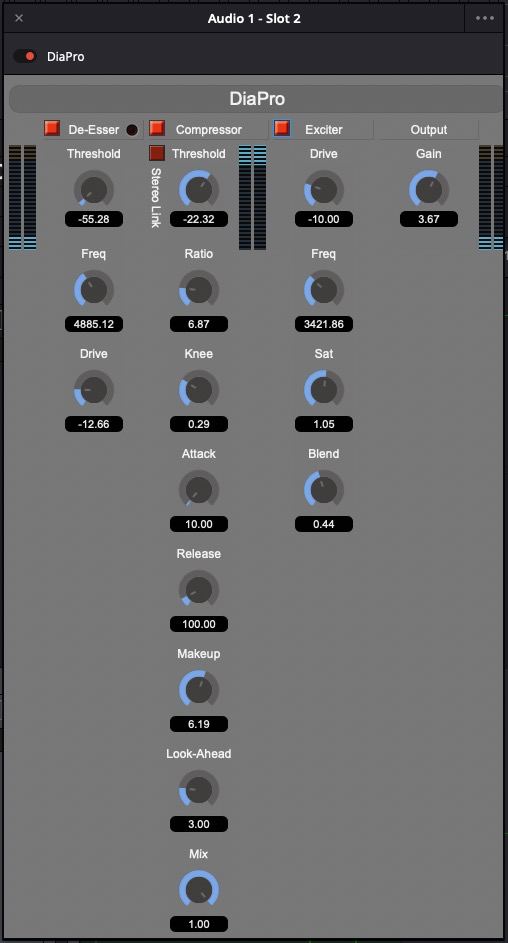 Audio 1 - Slot 2
DiaPro
DiaPro
De-Esser Compressor Exciter Output
Threshold Threshold Drive Gain
Stereo Link
-55.28 -22.32 -10.00 3.67
Freq Ratio Freq
4885.12 6.87 3421.86
Drive Knee Sat
-12.66 0.29 1.05
Attack Blend
10.00 0.44
Release
100.00
Makeup
6.19
Look-Ahead
3.00
Mix
1.00